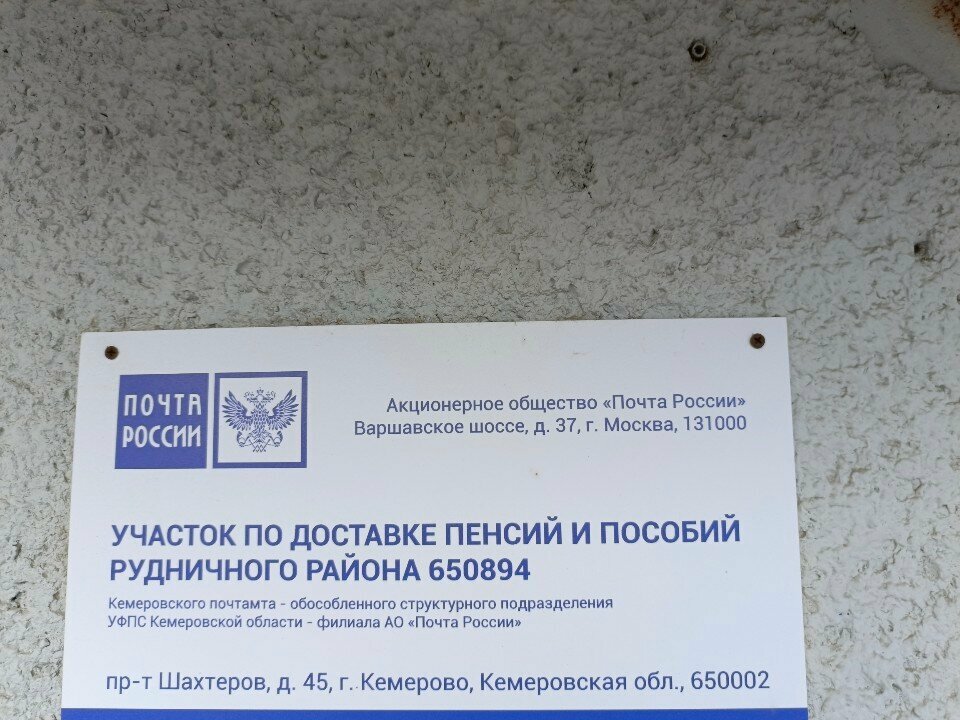 ПОЧТА
РОССИИ
Акционерное общество «Почта России»
Варшавское шоссе, д. 37, г. Москва, 131000
УЧАСТОК ПО ДОСТАВКЕ ПЕНСИЙ И ПОСОБИЙ
РУДНИЧНОГО РАЙОНА 650894
Кемеровского почтамта - обособленного структурного подразделения
УФПС Кемеровской области - филиала АО «Почта России»
пр-т Шахтеров, д. 45, г. Кемерово, Кемеровская обл., 650002